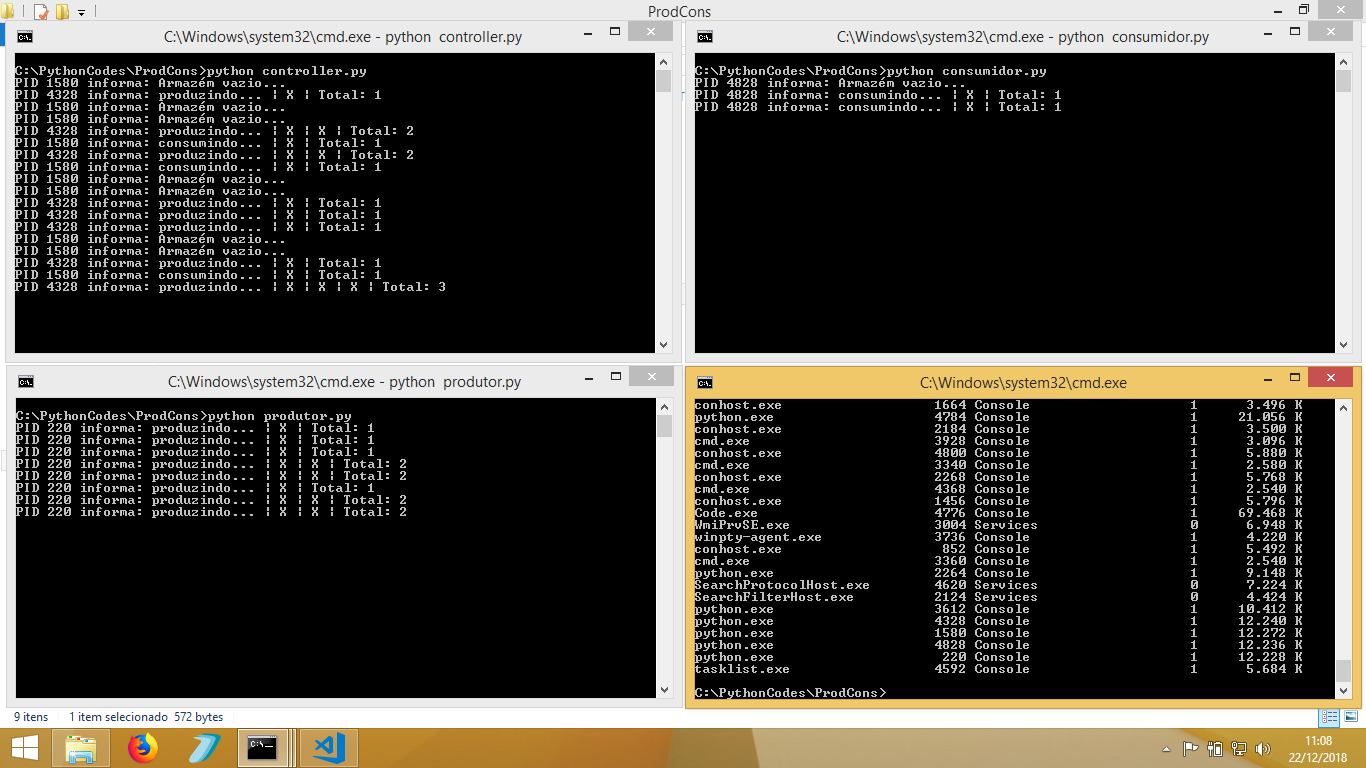 ProdCons
C:\Windows\system32\cmd.exe - python  controller.py
C:\PythonCodes\ProdCons>python controller.py
PID 1580 informa: Armazém vazio...
PID 4328 informa: produzindo... ¦ X ¦ Total: 1
PID 1580 informa: Armazém vazio...
PID 1580 informa: Armazém vazio...
PID 4328 informa: produzindo... ¦ X ¦ X ¦ Total: 2
PID 1580 informa: consumindo... ¦ X ¦ Total: 1
PID 4328 informa: produzindo... ¦ X ¦ X ¦ Total: 2
PID 1580 informa: consumindo... ¦ X ¦ Total: 1
PID 1580 informa: Armazém vazio...
PID 1580 informa: Armazém vazio...
PID 4328 informa: produzindo... ¦ X ¦ Total: 1
PID 4328 informa: produzindo... ¦ X ¦ Total: 1
PID 4328 informa: produzindo... ¦ X ¦ Total: 1
PID 1580 informa: Armazém vazio...
PID 1580 informa: Armazém vazio...
PID 4328 informa: produzindo... ¦ X ¦ Total: 1
PID 1580 informa: consumindo... ¦ X ¦ Total: 1
PID 4328 informa: produzindo... ¦ X ¦ X ¦ X ¦ Total: 3
C:\Windows\system32\cmd.exe - python  consumidor.py
C:\PythonCodes\ProdCons>python consumidor.py
PID 4828 informa: Armazém vazio...
PID 4828 informa: consumindo... ¦ X ¦ Total: 1
PID 4828 informa: consumindo... ¦ X ¦ Total: 1
C:\Windows\system32\cmd.exe - python  produtor.py
C:\PythonCodes\ProdCons>python produtor.py
PID 220 informa: produzindo... ¦ X ¦ Total: 1
PID 220 informa: produzindo... ¦ X ¦ Total: 1
PID 220 informa: produzindo... ¦ X ¦ Total: 1
PID 220 informa: produzindo... ¦ X ¦ X ¦ Total: 2
PID 220 informa: produzindo... ¦ X ¦ X ¦ Total: 2
PID 220 informa: produzindo... ¦ X ¦ Total: 1
PID 220 informa: produzindo... ¦ X ¦ X ¦ Total: 2
PID 220 informa: produzindo... ¦ X ¦ X ¦ Total: 2
C:\Windows\system32\cmd.exe
conhost.exe 1664 Console 1 3.496 K
python.exe 4784 Console 1 21.056 K
conhost.exe 2184 Console 1 3.500 K
cmd.exe 3928 Console 1 3.096 K
conhost.exe 4800 Console 1 5.880 K
cmd.exe 3340 Console 1 2.580 K
conhost.exe 2268 Console 1 5.768 K
cmd.exe 4368 Console 1 2.540 K
conhost.exe 1456 Console 1 5.796 K
Code.exe 4776 Console 1 69.468 K
WmiPrvSE.exe 3004 Services 0 6.948 K
winpty-agent.exe 3736 Console 1 4.220 K
conhost.exe 852 Console 1 5.492 K
cmd.exe 3360 Console 1 2.540 K
python.exe 2264 Console 1 9.148 K
SearchProtocolHost.exe 4620 Services 0 7.224 K
SearchFilterHost.exe 2124 Services 0 4.424 K
python.exe 3612 Console 1 10.412 K
python.exe 4328 Console 1 12.240 K
python.exe 1580 Console 1 12.272 K
python.exe 4828 Console 1 12.236 K
python.exe 220 Console 1 12.228 K
tasklist.exe 4592 Console 1 5.684 K
C:\PythonCodes\ProdCons>
9 itens 1 item selecionado 572 bytes
11:08
22/12/2018